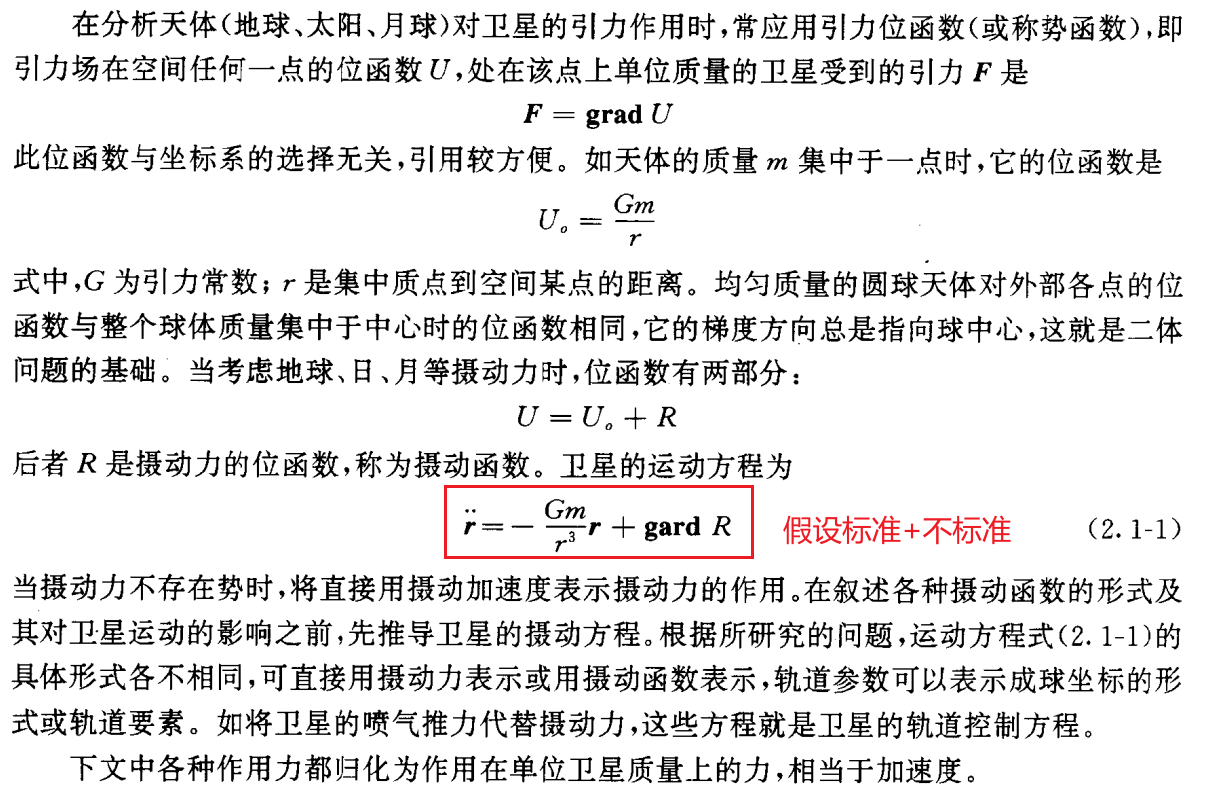 在分析天体(地球、太阳、月球)对卫星的引力作用时,常应用引力位函数(或称势函数),即
引力场在空间任何一点的位函数 U,处在该点上单位质量的卫星受到的引力 F 是
F = grad U
此位函数与坐标系的选择无关,引用较方便。如天体的质量 m 集中于一点时,它的位函数是
U₀ = Gm/r
式中,G 为引力常数; r 是集中质点到空间某点的距离。均匀质量的圆球天体对外部各点的位
函数与整个球体质量集中于中心时的位函数相同,它的梯度方向总是指向球中心,这就是二体
问题的基础。当考虑地球、日、月等摄动力时,位函数有两部分:
U = U₀ + R
后者 R 是摄动力的位函数,称为摄动函数。卫星的运动方程为
r̈ = − Gm/r³ r + gard R 假设标准+不标准 (2.1-1)
当摄动力不存在势时,将直接用摄动加速度表示摄动力的作用。在叙述各种摄动函数的形式及
其对卫星运动的影响之前,先推导卫星的摄动方程。根据所研究的问题,运动方程式(2.1-1)的
具体形式各不相同,可直接用摄动力表示或用摄动函数表示,轨道参数可以表示成球坐标的形
式或轨道要素。如将卫星的喷气推力代替摄动力,这些方程就是卫星的轨道控制方程。
下文中各种作用力都归化为作用在单位卫星质量上的力,相当于加速度。